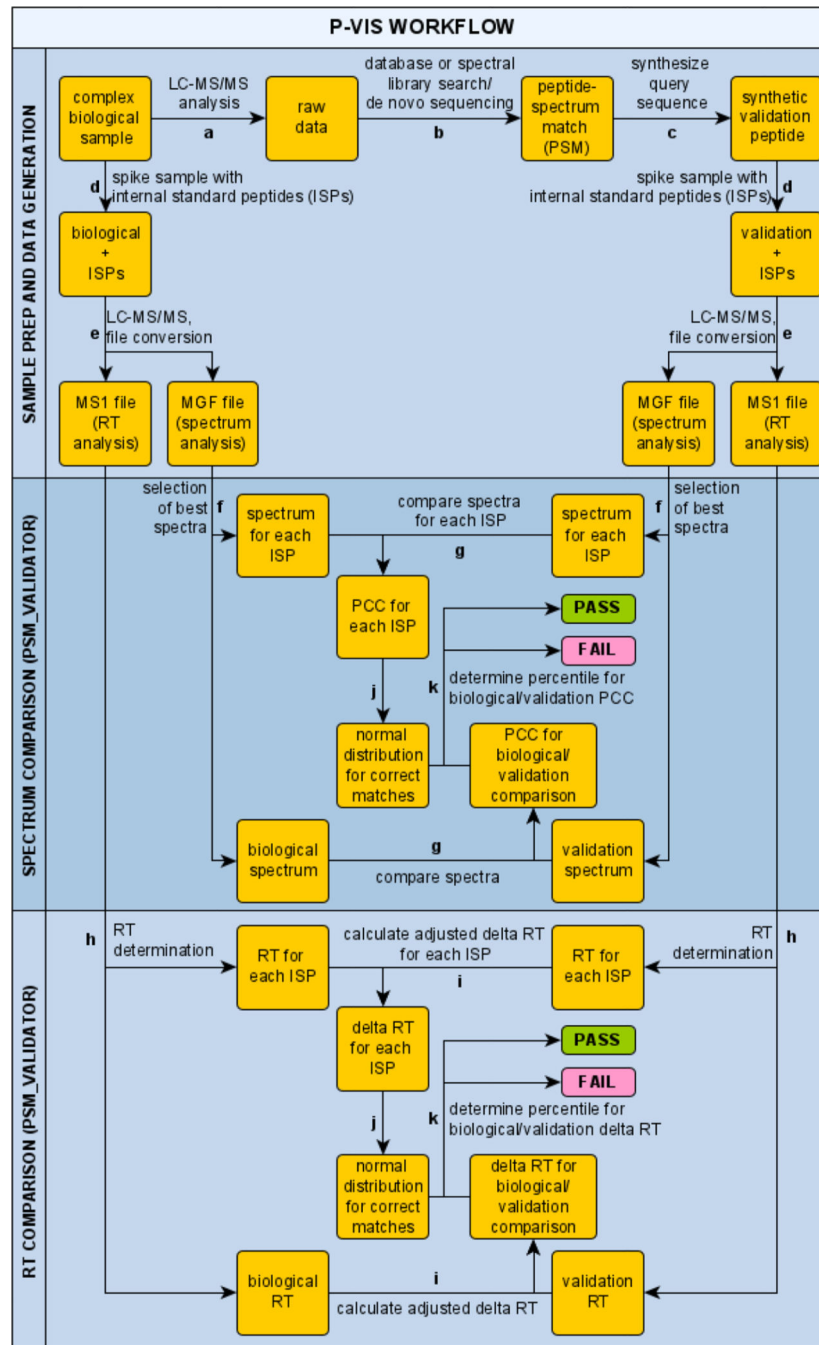 P-VIS WORKFLOW
SAMPLE PREP AND DATA GENERATION
complex
biological
sample
LC-MS/MS
analysis
a
raw
data
database or spectral
library search/
de novo sequencing
b
peptide-
spectrum
match
(PSM)
synthesize
query
sequence
c
synthetic
validation
peptide
d
spike sample with
internal standard peptides (ISPs)
spike sample with
internal standard peptides (ISPs)
d
biological
+
ISPs
validation
+
ISPs
e
LC-MS/MS,
file conversion
LC-MS/MS,
file conversion
e
MS1 file
(RT
analysis)
MGF file
(spectrum
analysis)
MGF file
(spectrum
analysis)
MS1 file
(RT
analysis)
SPECTRUM COMPARISON (PSM_VALIDATOR)
selection
of best
spectra
f
spectrum
for each
ISP
compare spectra
for each ISP
g
spectrum
for each
ISP
f
selection
of best
spectra
PCC for
each ISP
PASS
FAIL
j
k
determine percentile for
biological/validation PCC
normal
distribution
for correct
matches
PCC for
biological/
validation
comparison
biological
spectrum
g
compare spectra
validation
spectrum
RT COMPARISON (PSM_VALIDATOR)
h
RT
determination
RT for
each ISP
calculate adjusted delta RT
for each ISP
i
RT for
each ISP
RT
determination
h
delta RT
for each
ISP
PASS
FAIL
j
k
determine percentile for
biological/validation delta RT
normal
distribution
for correct
matches
delta RT for
biological/
validation
comparison
biological
RT
i
calculate adjusted delta RT
validation
RT